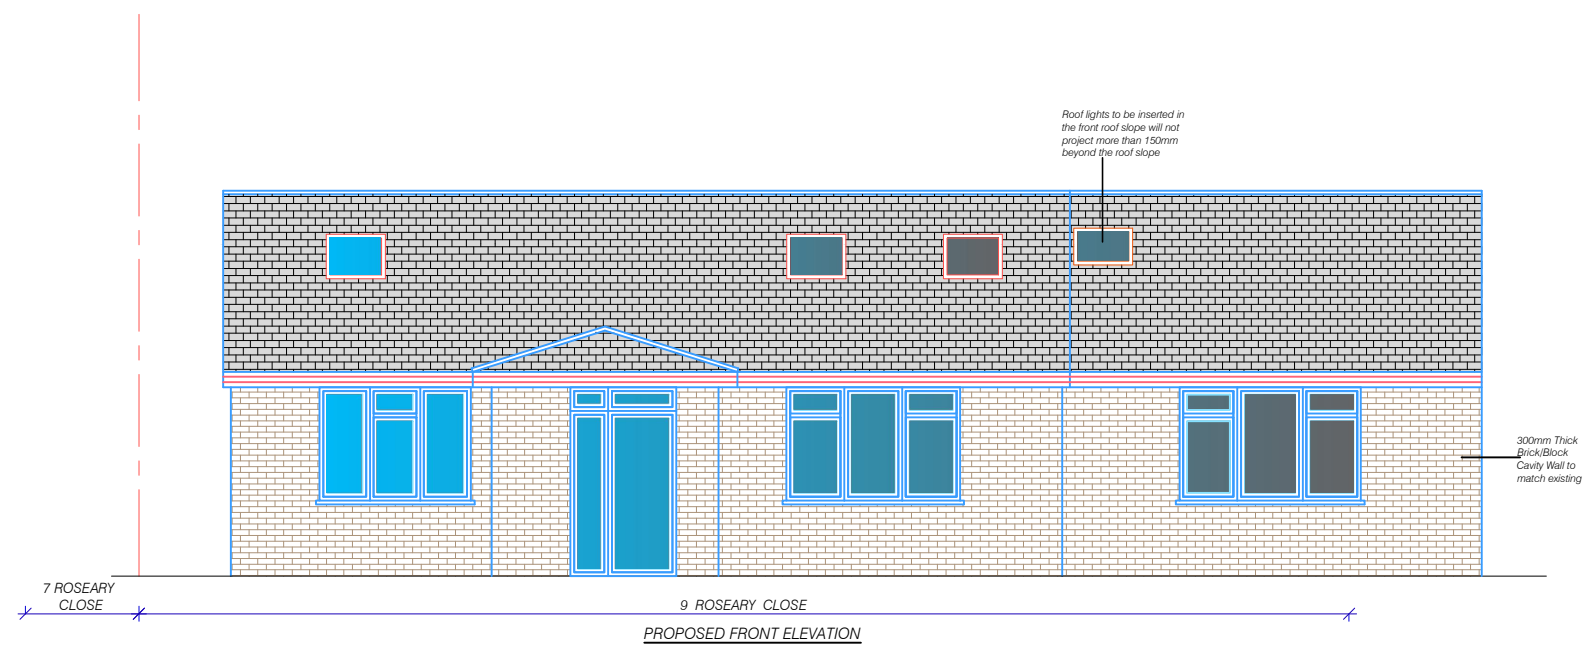 Roof lights to be inserted in
the front roof slope will not
project more than 150mm
beyond the roof slope
300mm Thick
Brick/Block
Cavity Wall to
match existing
7 ROSEARY
CLOSE
9 ROSEARY CLOSE
PROPOSED FRONT ELEVATION